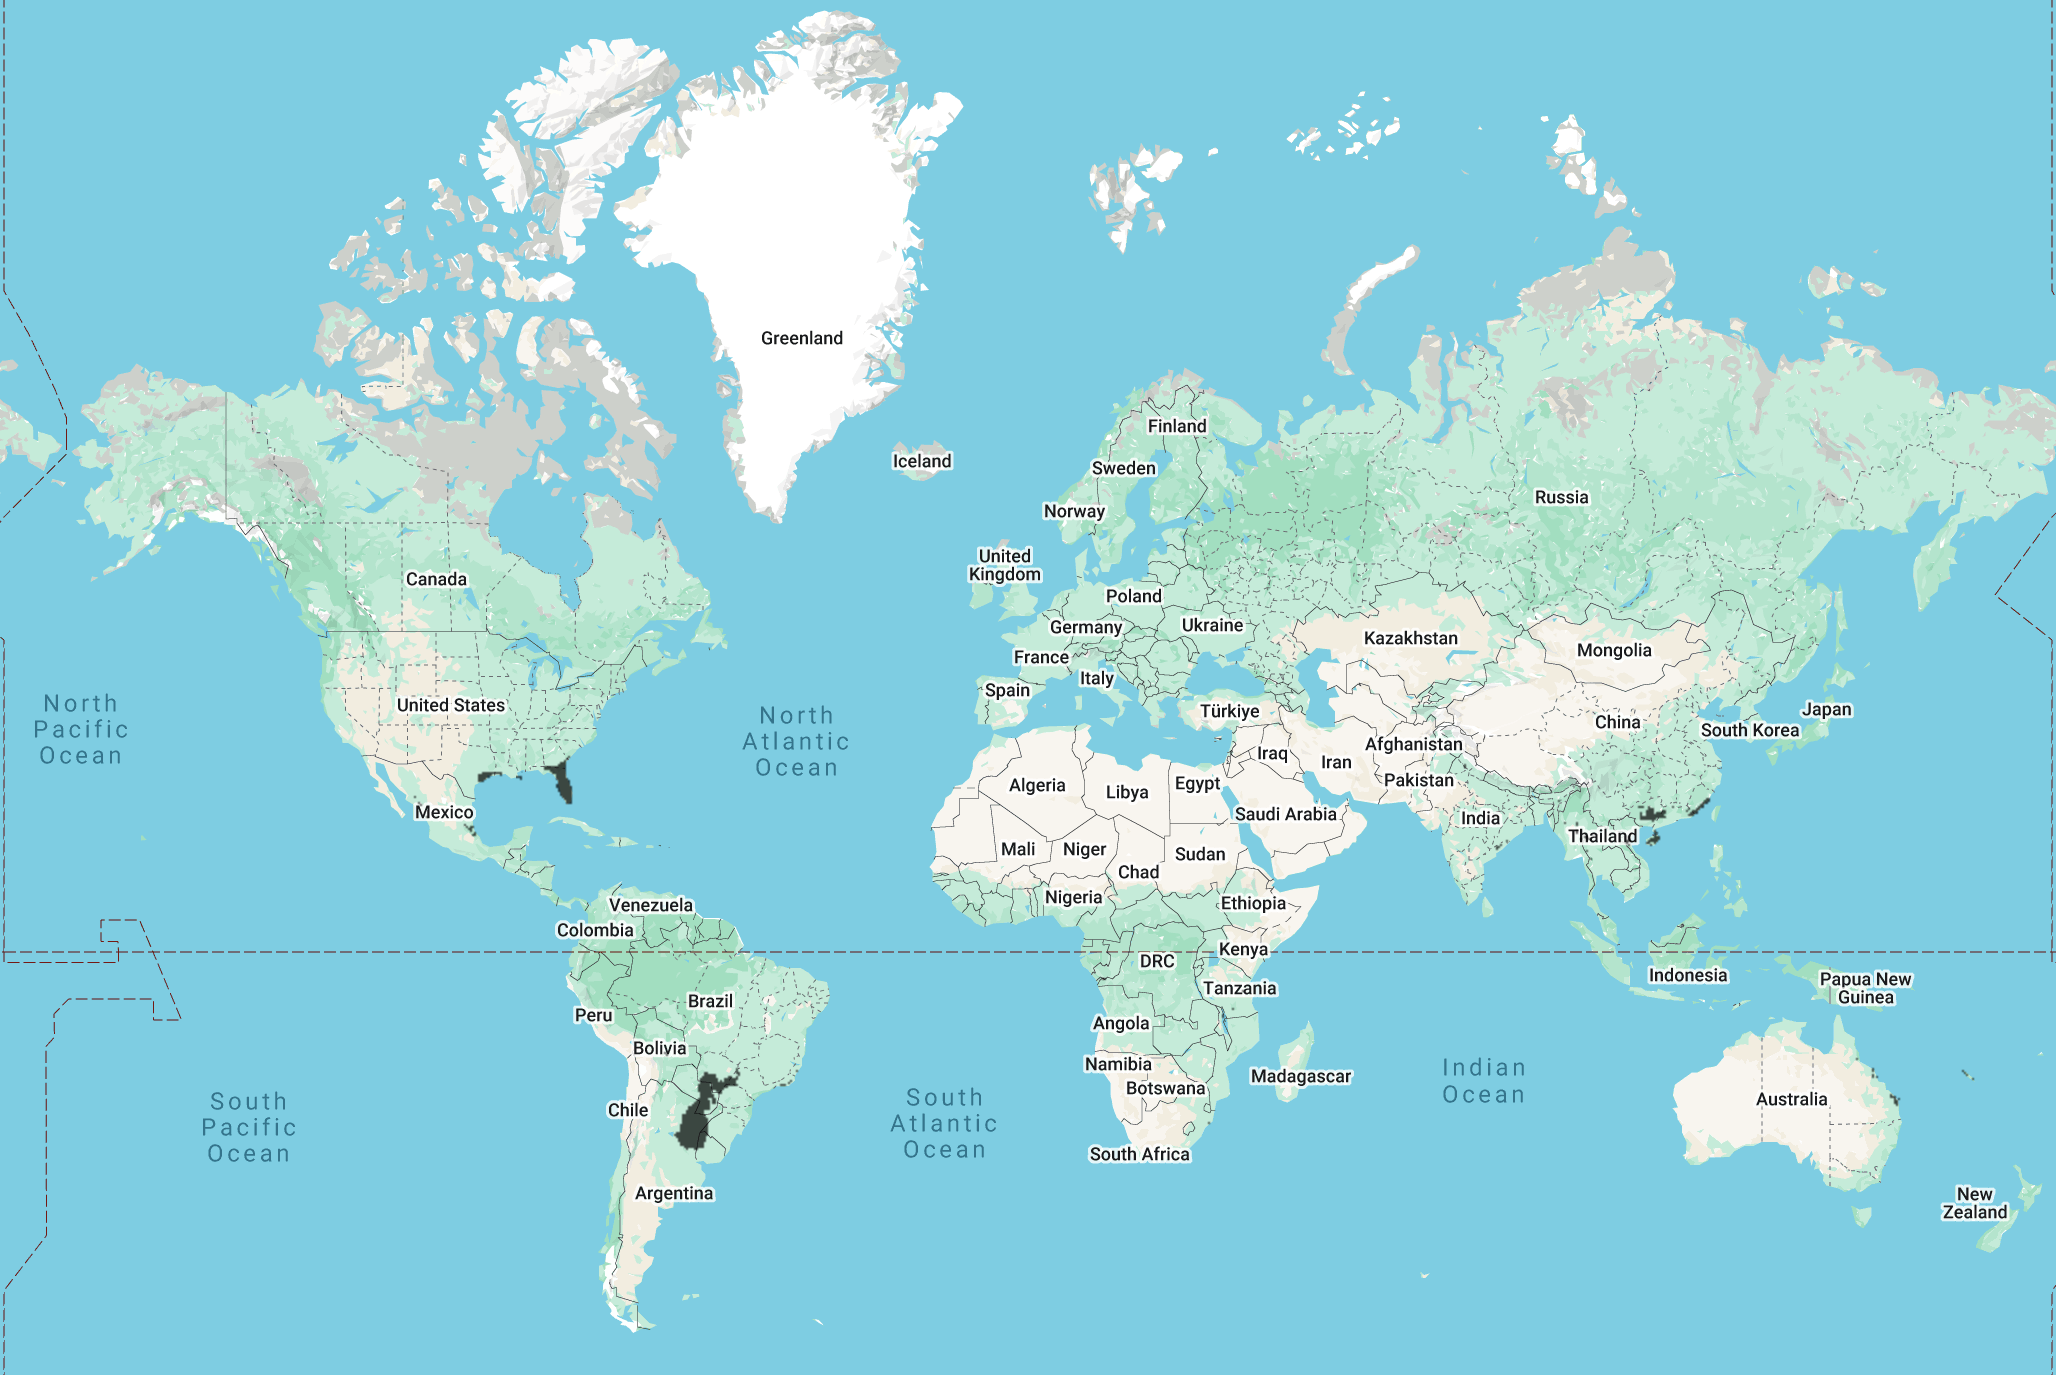 Greenland
Finland
Iceland
Sweden
Russia
Norway
United
Kingdom
Canada
Poland
Ukraine
Germany
Kazakhstan
Mongolia
France
Italy
Spain
United States
Türkiye
Japan
China
South Korea
North
Pacific
Ocean
North
Atlantic
Ocean
Afghanistan
Iraq
Iran
Pakistan
Algeria
Libya
Egypt
Saudi Arabia
Mexico
India
Thailand
Mali
Niger
Sudan
Chad
Nigeria
Ethiopia
Venezuela
Colombia
Kenya
DRC
Indonesia
Papua New
Guinea
Tanzania
Brazil
Peru
Angola
Bolivia
Namibia
Botswana
Madagascar
Indian
Ocean
Chile
Australia
South
Pacific
Ocean
South
Atlantic
Ocean
South Africa
Argentina
New
Zealand